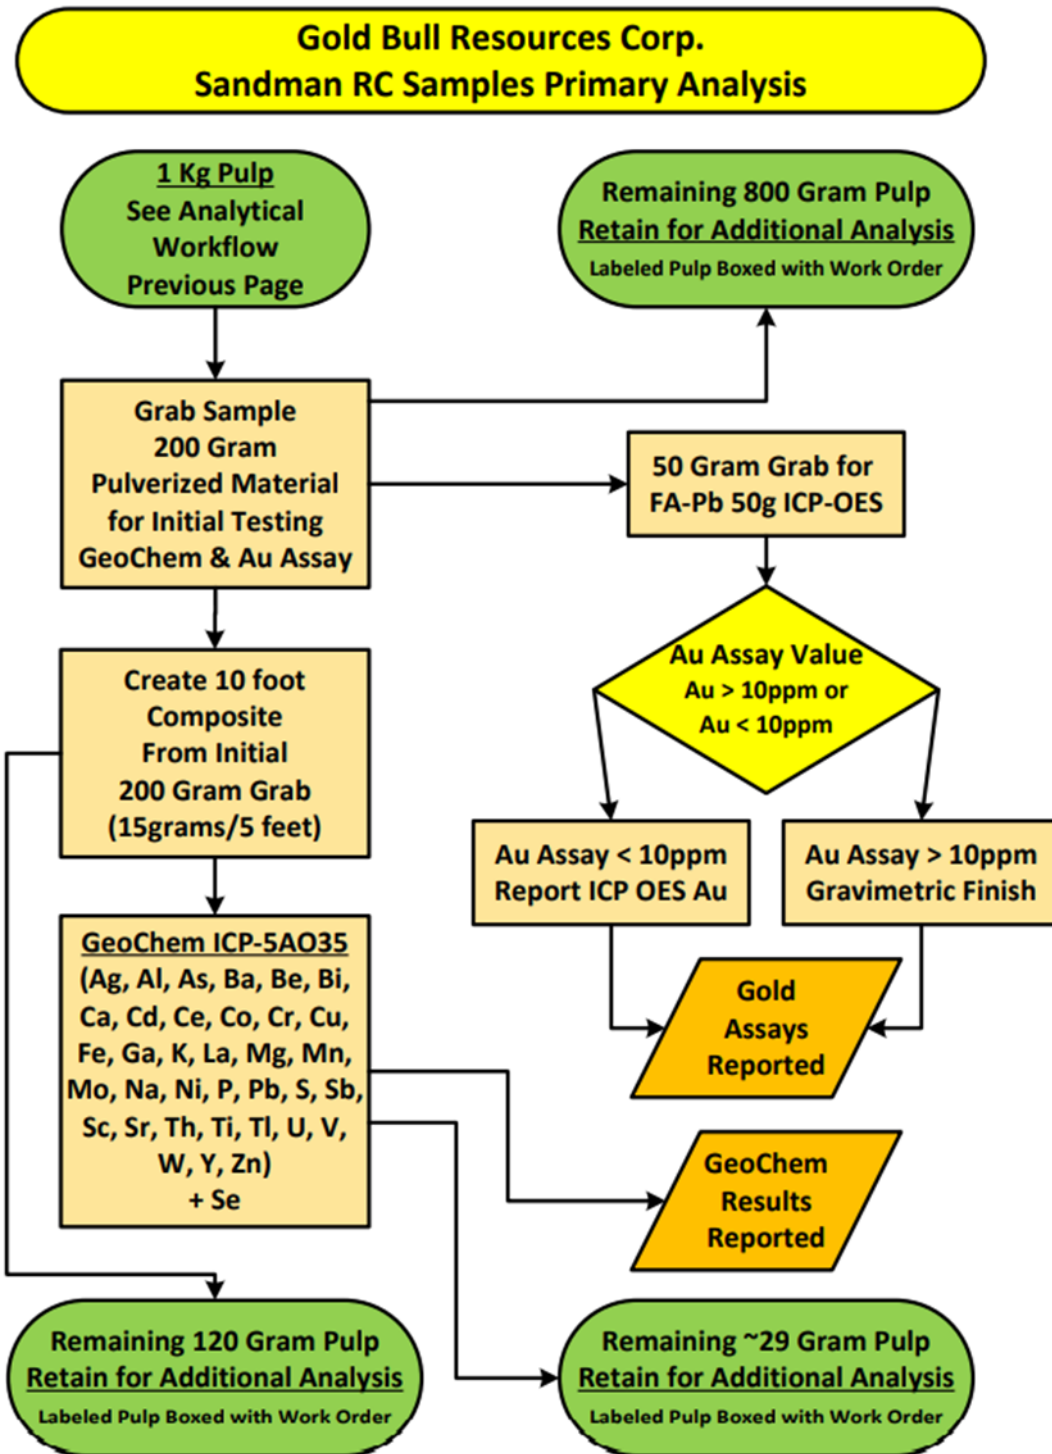 Gold Bull Resources Corp.
Sandman RC Samples Primary Analysis
1 Kg Pulp
See Analytical
Workflow
Previous Page
Remaining 800 Gram Pulp
Retain for Additional Analysis
Labeled Pulp Boxed with Work Order
Grab Sample
200 Gram
Pulverized Material
for Initial Testing
GeoChem & Au Assay
50 Gram Grab for
FA-Pb 50g ICP-OES
Au Assay Value
Au > 10ppm or
Au < 10ppm
Create 10 foot
Composite
From Initial
200 Gram Grab
(15grams/5 feet)
Au Assay < 10ppm
Report ICP OES Au
Au Assay > 10ppm
Gravimetric Finish
GeoChem ICP-5AO35
(Ag, Al, As, Ba, Be, Bi,
Ca, Cd, Ce, Co, Cr, Cu,
Fe, Ga, K, La, Mg, Mn,
Mo, Na, Ni, P, Pb, S, Sb,
Sc, Sr, Th, Ti, Tl, U, V,
W, Y, Zn)
+ Se
Gold
Assays
Reported
GeoChem
Results
Reported
Remaining 120 Gram Pulp
Retain for Additional Analysis
Labeled Pulp Boxed with Work Order
Remaining ~29 Gram Pulp
Retain for Additional Analysis
Labeled Pulp Boxed with Work Order